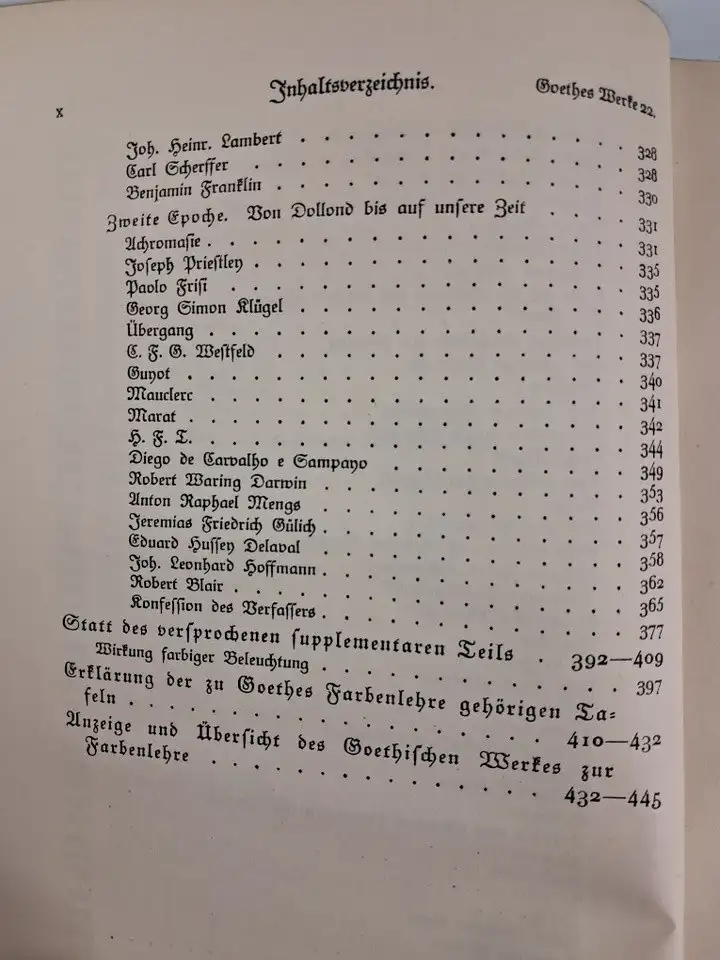 x
Inhaltsverzeichnis.
Goethes Werke 22.
Joh. Heinr. Lambert . . . . . . . . . . . . . 328
Carl Scherffer . . . . . . . . . . . . . 328
Benjamin Franklin . . . . . . . . . . . . . 330
Zweite Epoche. Von Dollond bis auf unsere Zeit . . . . 331
Achromasie . . . . . . . . . . . . . 331
Joseph Priestley . . . . . . . . . . . . . 335
Paolo Frisi . . . . . . . . . . . . . 335
Georg Simon Klügel . . . . . . . . . . . . 336
Übergang . . . . . . . . . . . . . 337
C. F. G. Westfeld . . . . . . . . . . . . 337
Guyot . . . . . . . . . . . . . 340
Mauclerc . . . . . . . . . . . . . 341
Marat . . . . . . . . . . . . . 342
H. F. T. . . . . . . . . . . . . . 344
Diego de Carvalho e Sampayo . . . . . . . . 349
Robert Waring Darwin . . . . . . . . . . 353
Anton Raphael Mengs . . . . . . . . . . 356
Jeremias Friedrich Gülich . . . . . . . . . . 357
Eduard Hussey Delaval . . . . . . . . . . 358
Joh. Leonhard Hoffmann . . . . . . . . . . 362
Robert Blair . . . . . . . . . . . . . 365
Konfession des Verfassers . . . . . . . . . . 377
Statt des versprochenen supplementaren Teils . 392—409
Wirkung farbiger Beleuchtung . . . . . . . . . . 397
Erklärung der zu Goethes Farbenlehre gehörigen Ta-
feln . . . . . . . . . . . . . 410—432
Anzeige und Übersicht des Goethischen Werkes zur
Farbenlehre . . . . . . . . . . . . 432—445